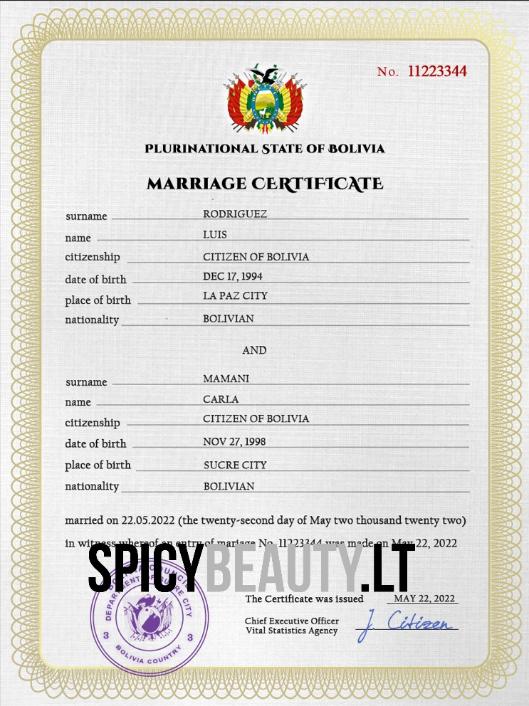 No. 11223344
PLURINATIONAL STATE OF BOLIVIA
MARRIAGE CERTIFICATE
surname RODRIGUEZ
name LUIS
citizenship CITIZEN OF BOLIVIA
date of birth DEC 17, 1994
place of birth LA PAZ CITY
nationality BOLIVIAN
AND
surname MAMANI
name CARLA
citizenship CITIZEN OF BOLIVIA
date of birth NOV 27, 1998
place of birth SUCRE CITY
nationality BOLIVIAN
married on 22.05.2022 (the twenty-second day of May two thousand twenty two)
in witness whereof an entry of mariage No. 11223344 was made on May 22, 2022
SPICYBEAUTY.LT
DEPARTMENT OF SUCRE CITY
3 3
BOLIVIA COUNTRY
The Certificate was issued MAY 22, 2022
Chief Executive Officer
Vital Statistics Agency
J. Citizen